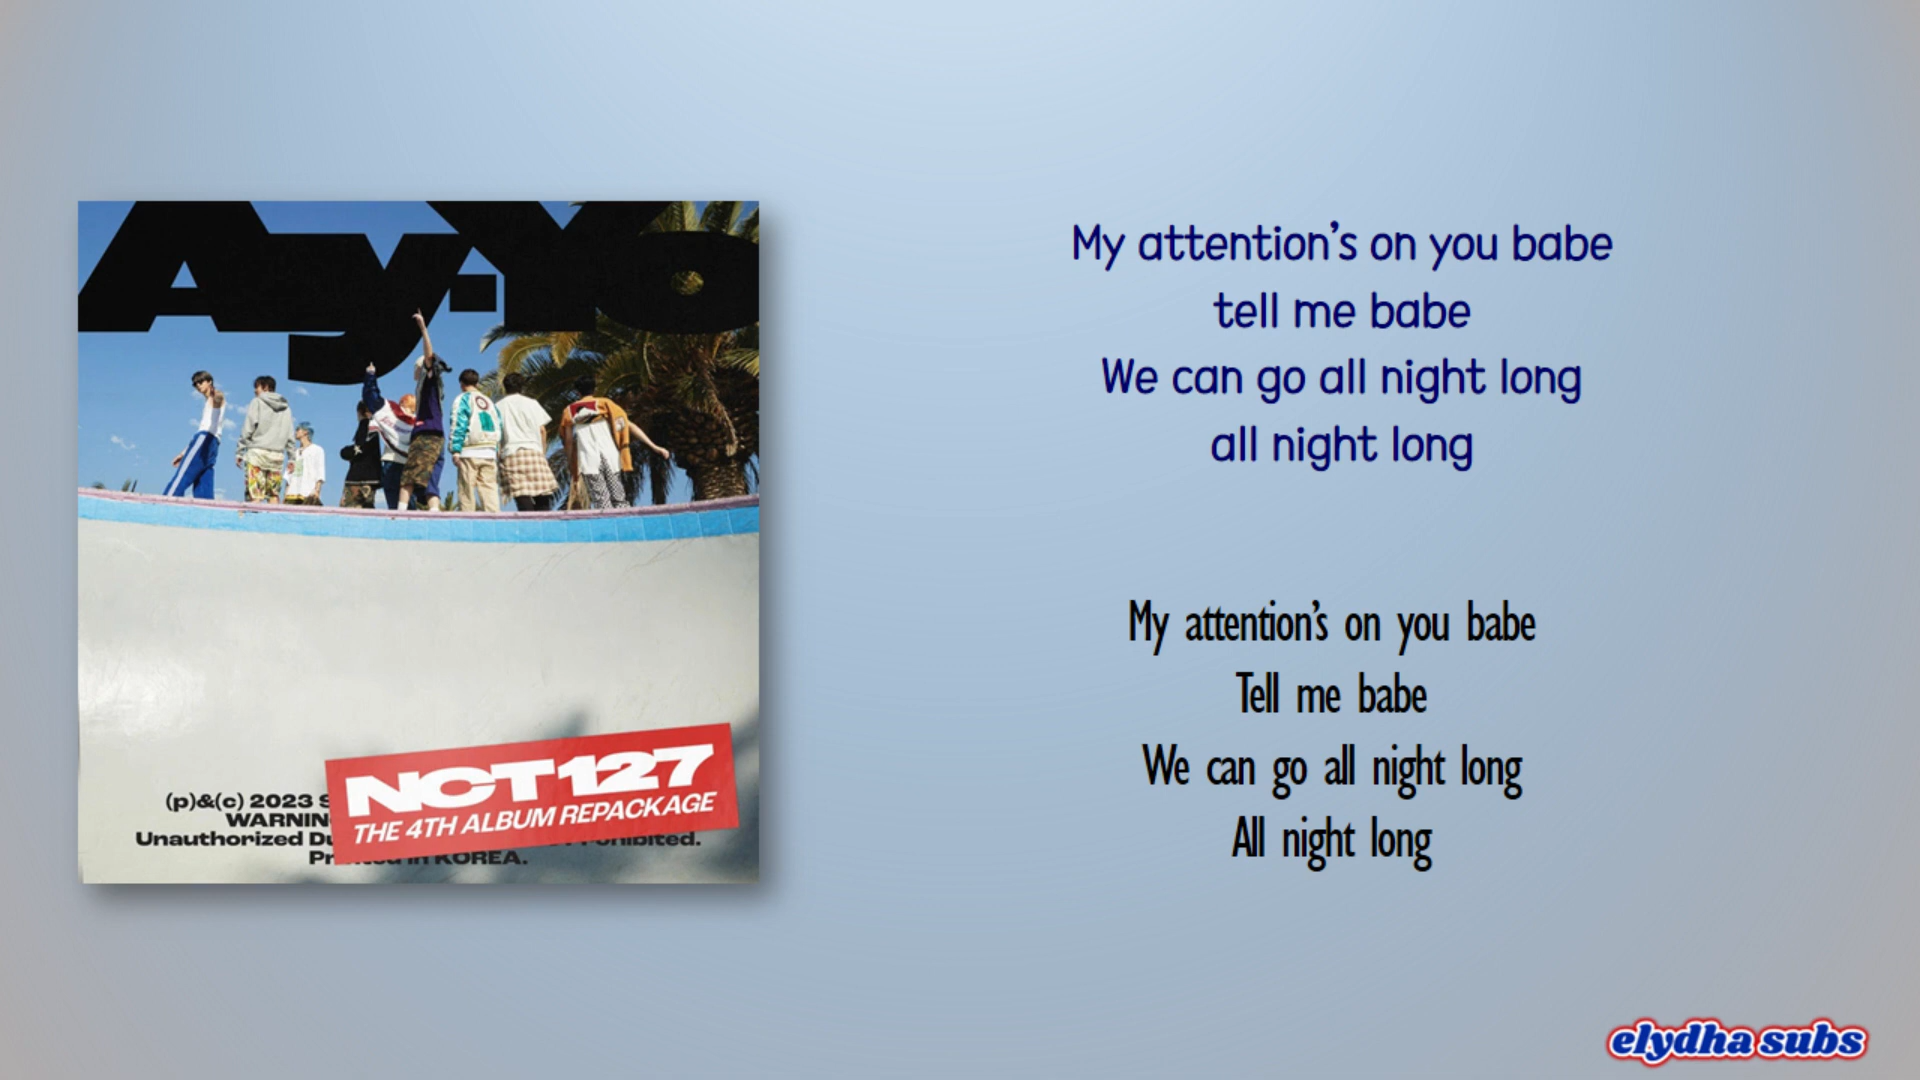 Ay-Yo
(p)&(c) 2023 S
WARNIN
Unauthorized Du ohibited.
Pr in KOREA.
NCT127
THE 4TH ALBUM REPACKAGE
My attention’s on you babe
tell me babe
We can go all night long
all night long
My attention’s on you babe
Tell me babe
We can go all night long
All night long
elydha subs